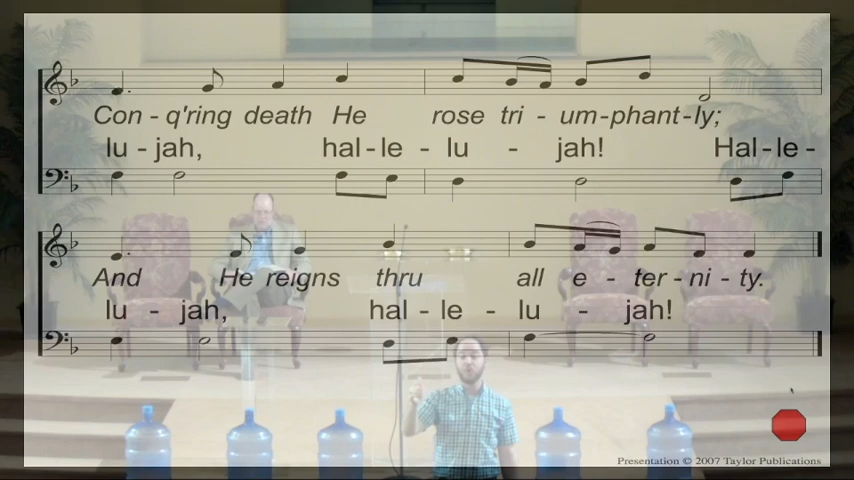 Con - q'ring death He rose tri - um - phant - ly;
lu - jah, hal - le - lu - jah! Hal - le -
And He reigns thru all e - ter - ni - ty.
lu - jah, hal - le - lu - jah!
Presentation © 2007 Taylor Publications